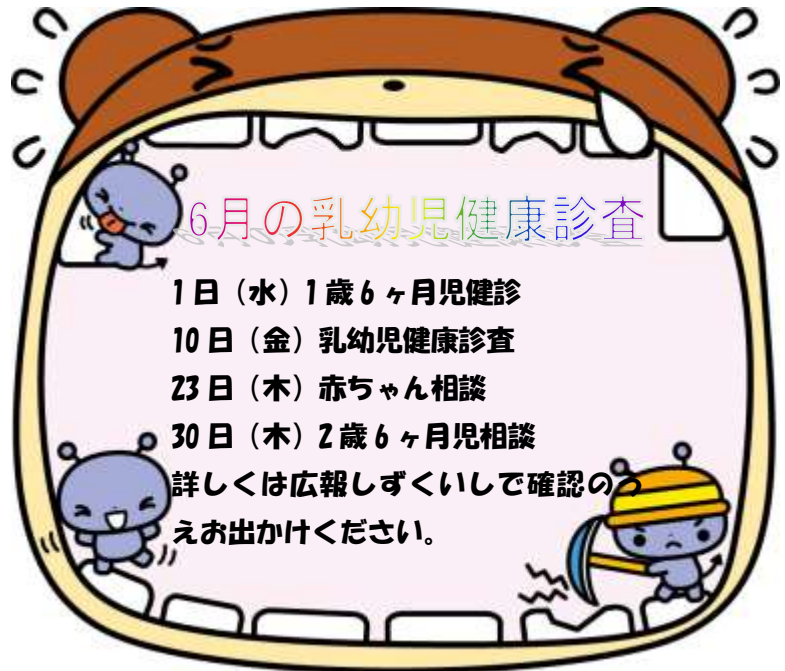 6月の乳幼児健康診査
1日（水）1歳6ヶ月児健診
10日（金）乳幼児健康診査
23日（木）赤ちゃん相談
30日（木）2歳6ヶ月児相談
詳しくは広報しずくいしで確認のう
えお出かけください。